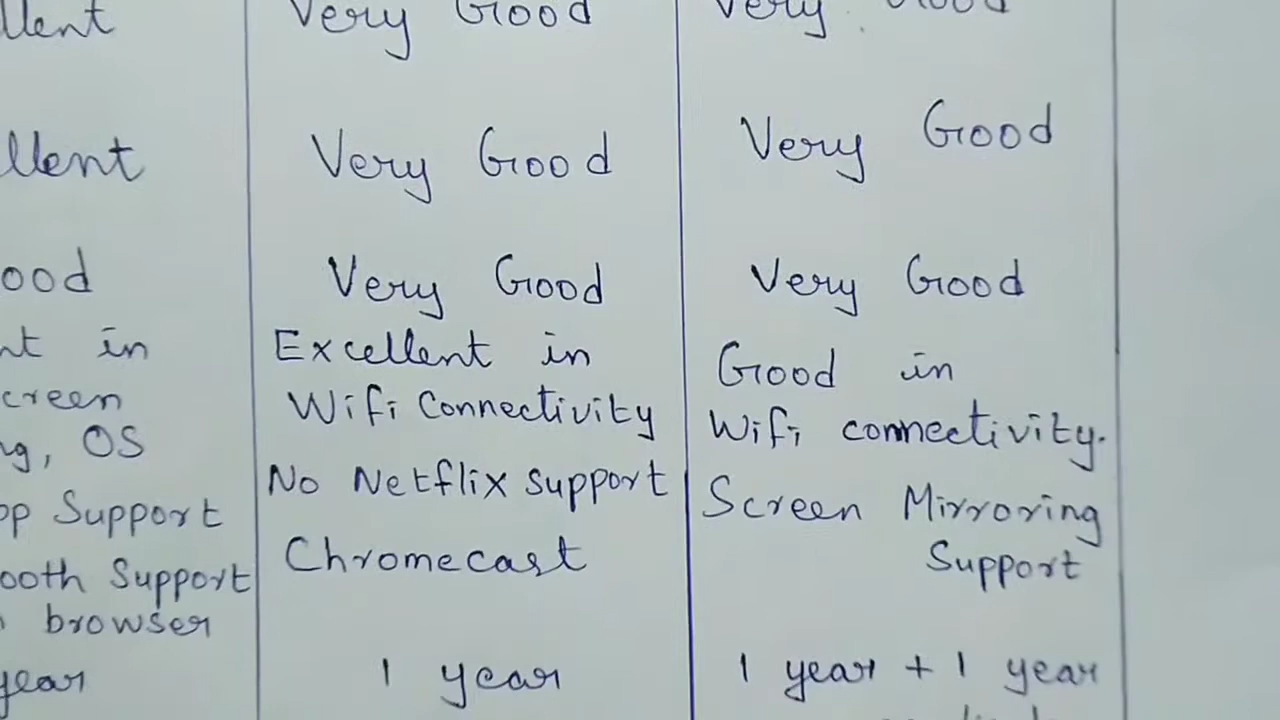 Very Good
Very Good
Very Good
Very Good
Very Good
Very Good
ood
in
Excellent in
Wifi Connectivity
Good in
Wifi connectivity.
creen
OS
No Netflix support
Screen Mirroring
Support
Support
Chromecast
ooth Support
browser
year
1 year
1 year + 1 year